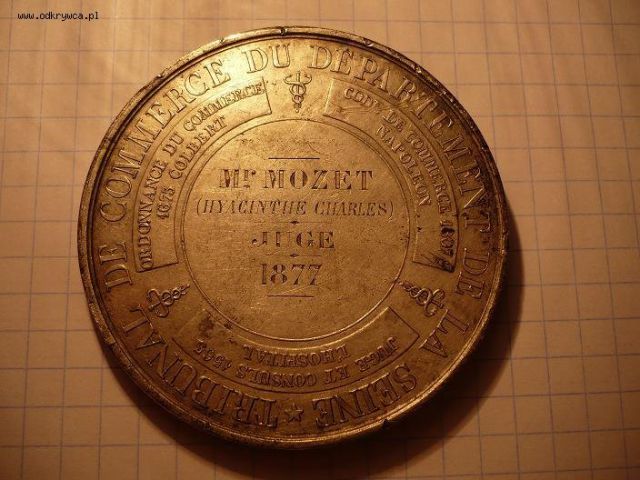 www.odkrywca.pl
TRIBUNAL DE COMMERCE DU DÉPARTEMENT DE LA SEINE
ORDONNANCE DU COMMERCE
1673 COLBERT
CODE DE COMMERCE 1807
NAPOLEON
JUGE ET CONSULS 1563
L'HOSPITAL
Mr MOZET
(HYACINTHE CHARLES)
JUGE
1877